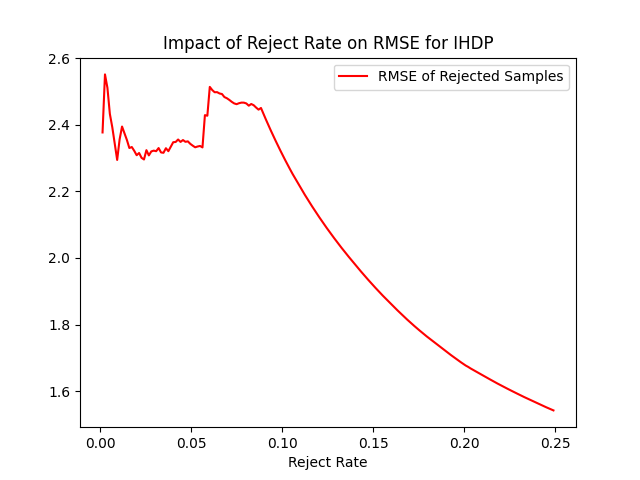 Impact of Reject Rate on RMSE for IHDP
RMSE of Rejected Samples
2.6
2.4
2.2
2.0
1.8
1.6
0.00 0.05 0.10 0.15 0.20 0.25
Reject Rate